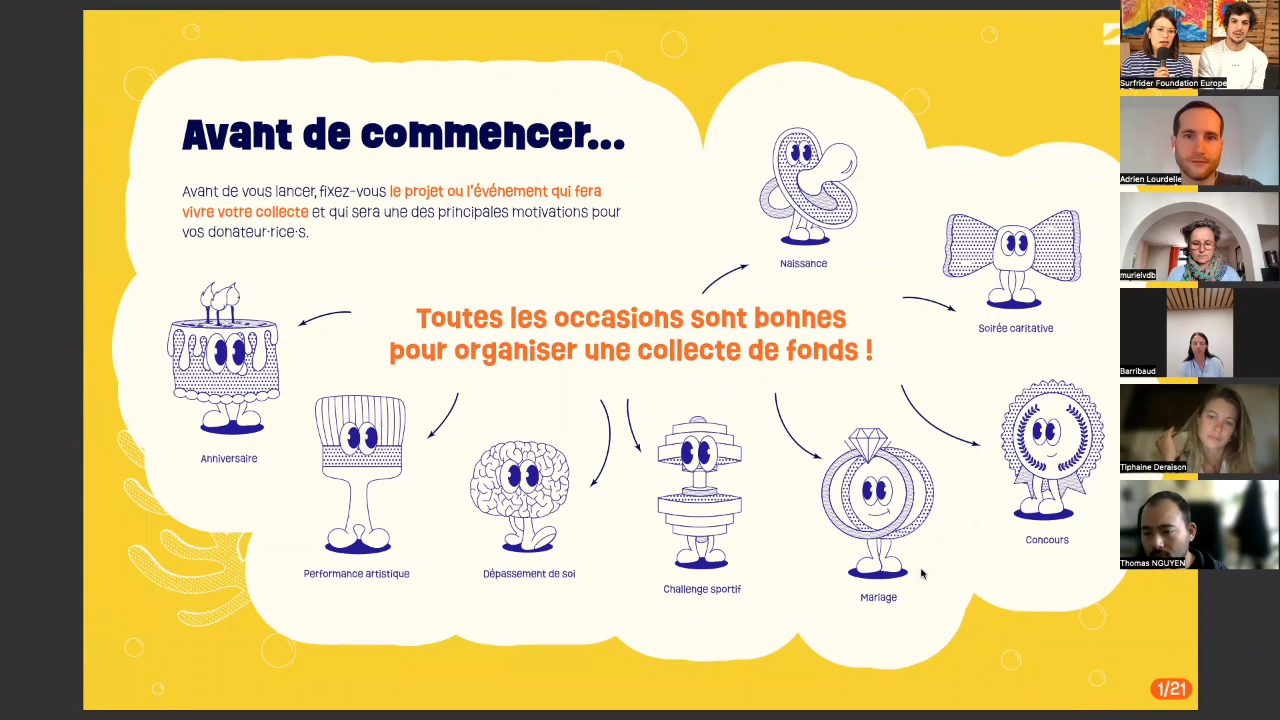 Avant de commencer...
Avant de vous lancer, fixez-vous le projet ou l'événement qui fera
vivre votre collecte et qui sera une des principales motivations pour
vos donateur·rice·s.
Naissance
Soirée caritative
Toutes les occasions sont bonnes
pour organiser une collecte de fonds !
Anniversaire
Performance artistique
Dépassement de soi
Challenge sportif
Mariage
Concours
1/21
Surfrider Foundation Europe
Adrien Lourdelle
murielvdb
Barribaud
Tiphaine Deraison
Thomas NGUYEN